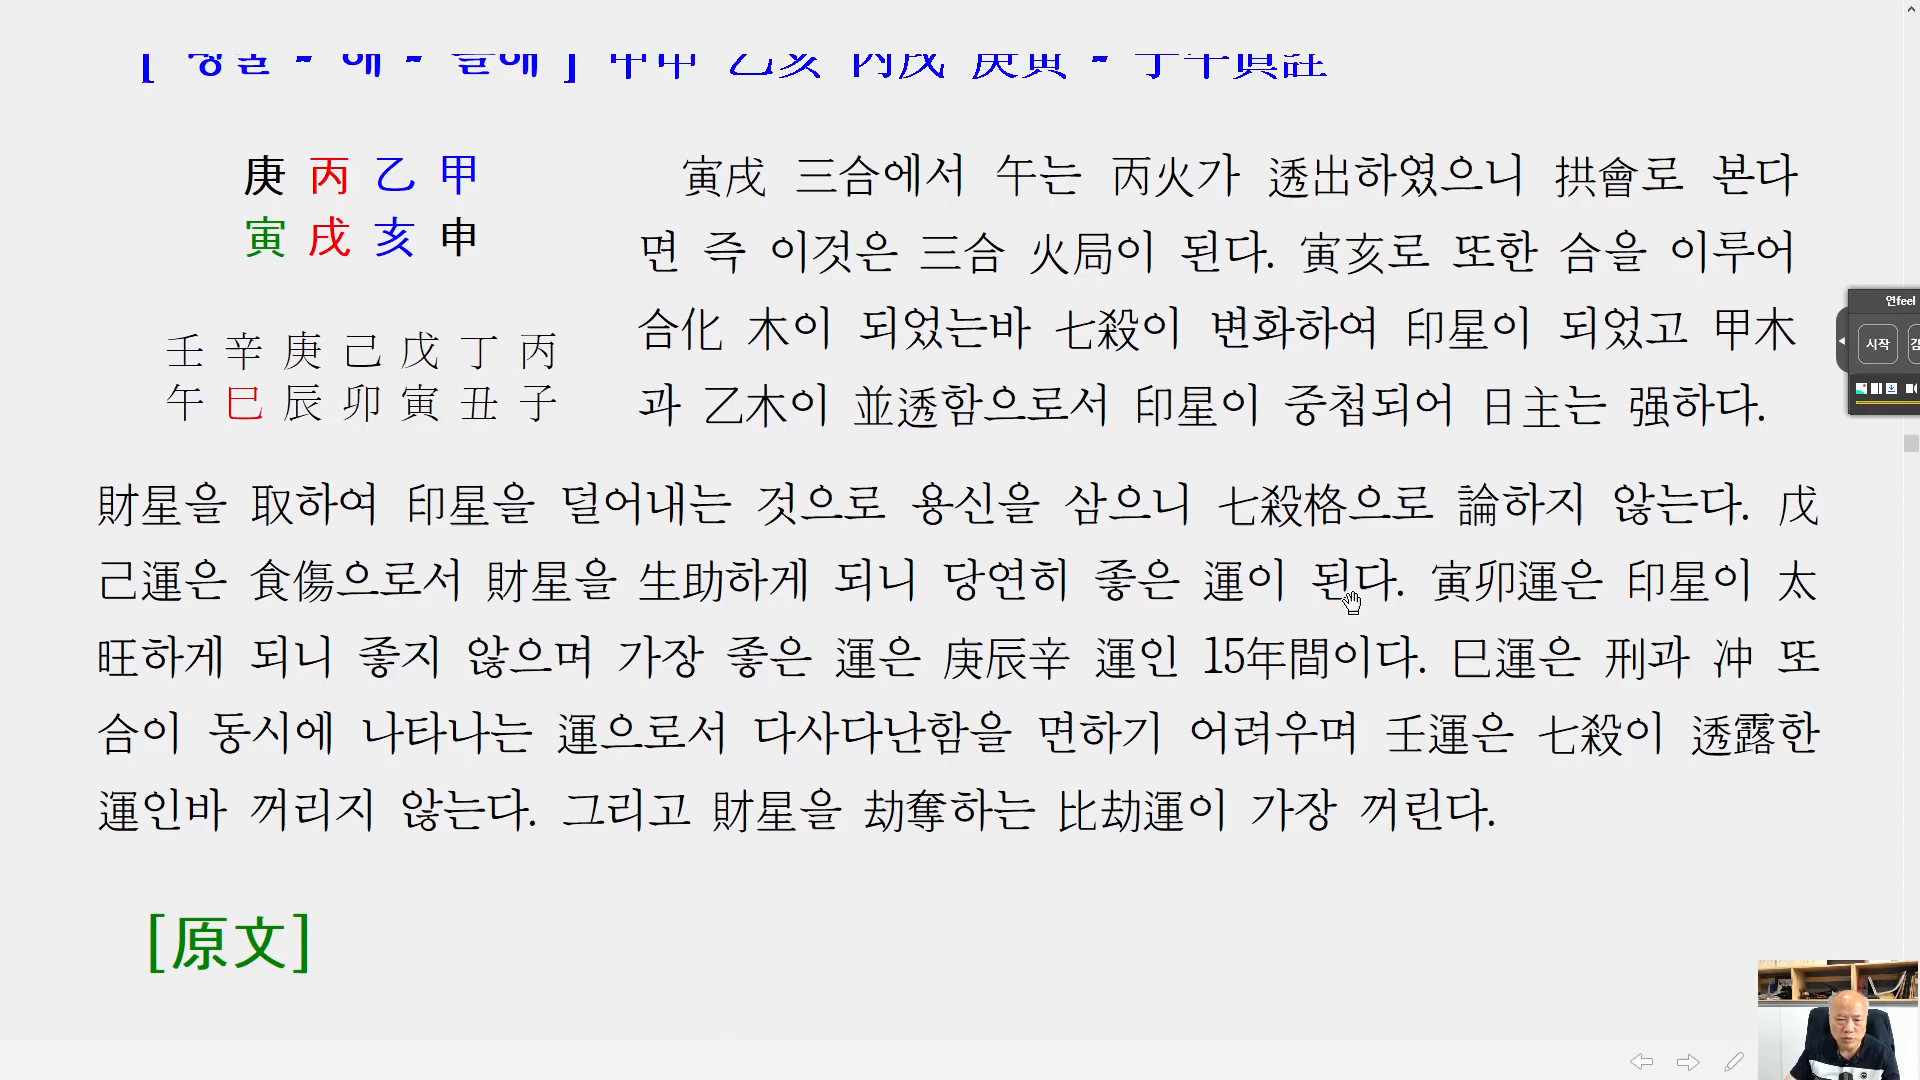 庚 丙 乙 甲
寅 戌 亥 申
壬 辛 庚 己 戊 丁 丙
午 巳 辰 卯 寅 丑 子
寅戌 三合에서 午는 丙火가 透出하였으니 拱會로 본다
면 즉 이것은 三合 火局이 된다. 寅亥로 또한 合을 이루어
合化 木이 되었는바 七殺이 변화하여 印星이 되었고 甲木
과 乙木이 並透함으로서 印星이 중첩되어 日主는 强하다.
財星을 取하여 印星을 덜어내는 것으로 용신을 삼으니 七殺格으로 論하지 않는다. 戊
己運은 食傷으로서 財星을 生助하게 되니 당연히 좋은 運이 된다. 寅卯運은 印星이 太
旺하게 되니 좋지 않으며 가장 좋은 運은 庚辰辛 運인 15年間이다. 巳運은 刑과 冲 또
合이 동시에 나타나는 運으로서 다사다난함을 면하기 어려우며 壬運은 七殺이 透露한
運인바 꺼리지 않는다. 그리고 財星을 劫奪하는 比劫運이 가장 꺼린다.
[原文]
연feel
시작